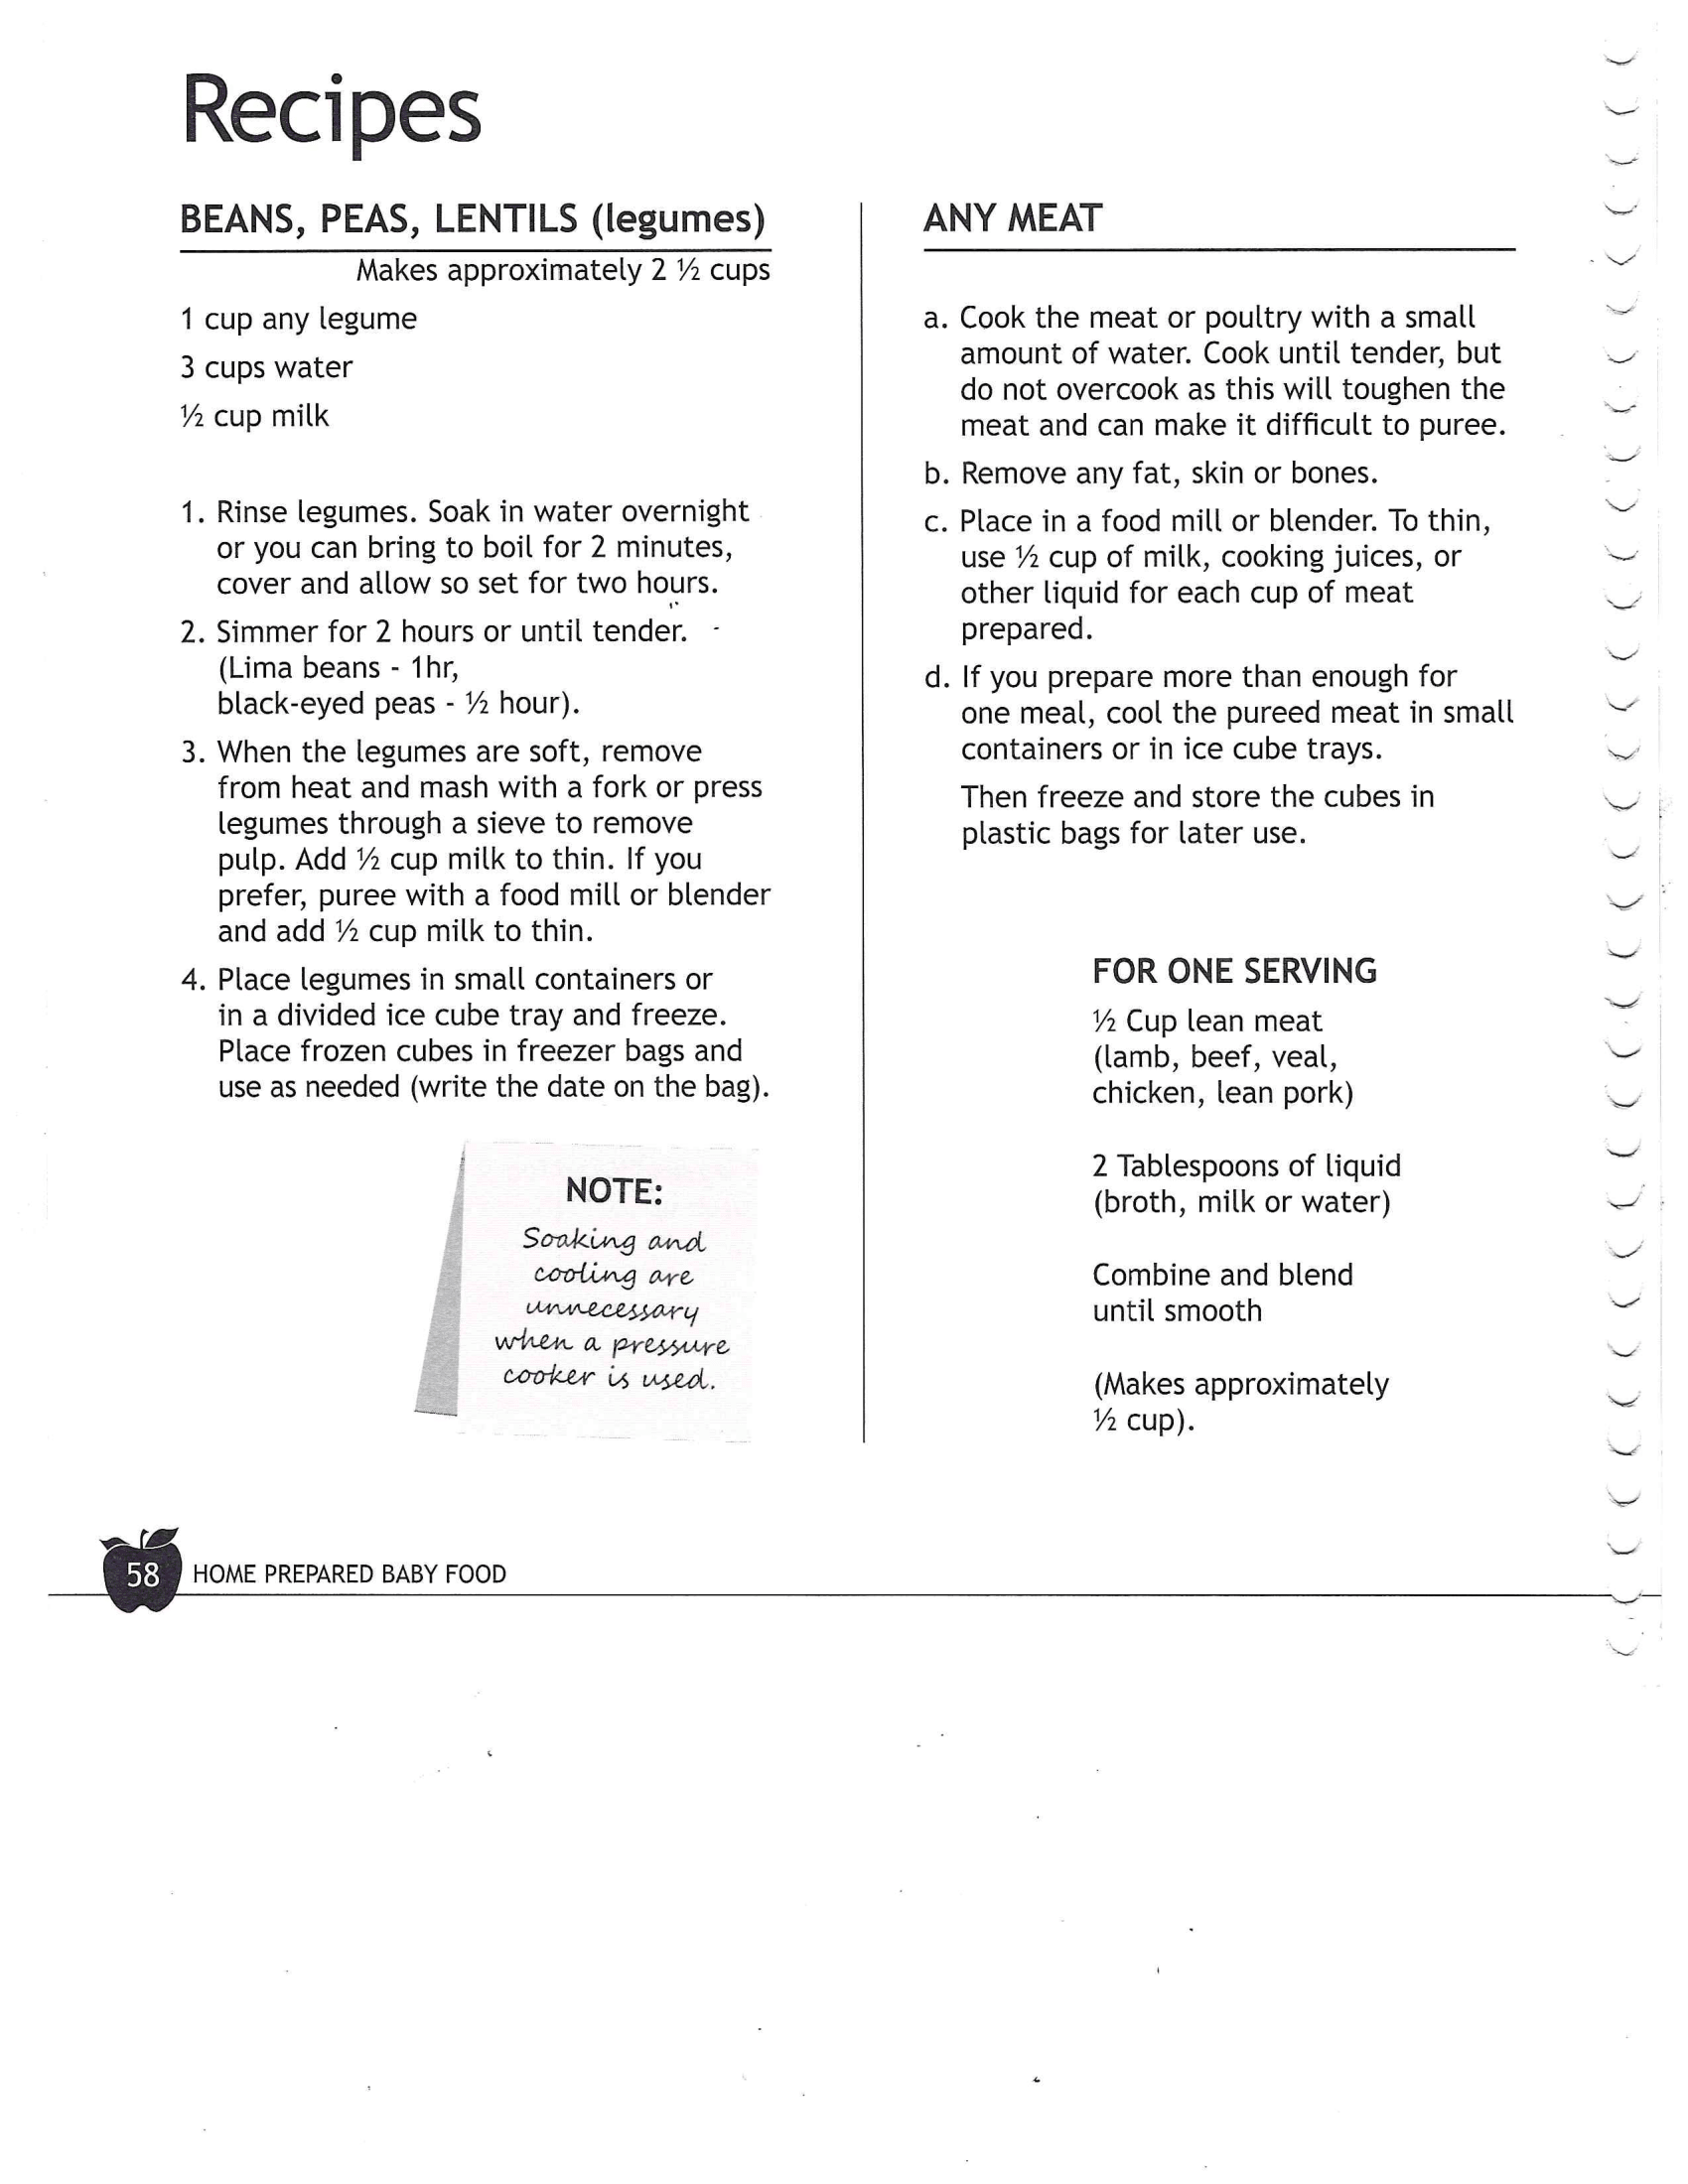 Recipes
BEANS, PEAS, LENTILS (legumes)
Makes approximately 2 ½ cups
1 cup any legume
3 cups water
½ cup milk
1. Rinse legumes. Soak in water overnight
or you can bring to boil for 2 minutes,
cover and allow so set for two hours.
2. Simmer for 2 hours or until tender.
(Lima beans - 1hr,
black-eyed peas - ½ hour).
3. When the legumes are soft, remove
from heat and mash with a fork or press
legumes through a sieve to remove
pulp. Add ½ cup milk to thin. If you
prefer, puree with a food mill or blender
and add ½ cup milk to thin.
4. Place legumes in small containers or
in a divided ice cube tray and freeze.
Place frozen cubes in freezer bags and
use as needed (write the date on the bag).
NOTE:
Soaking and
cooling are
unnecessary
when a pressure
cooker is used.
ANY MEAT
a. Cook the meat or poultry with a small
amount of water. Cook until tender, but
do not overcook as this will toughen the
meat and can make it difficult to puree.
b. Remove any fat, skin or bones.
c. Place in a food mill or blender. To thin,
use ½ cup of milk, cooking juices, or
other liquid for each cup of meat
prepared.
d. If you prepare more than enough for
one meal, cool the pureed meat in small
containers or in ice cube trays.
Then freeze and store the cubes in
plastic bags for later use.
FOR ONE SERVING
½ Cup lean meat
(lamb, beef, veal,
chicken, lean pork)
2 Tablespoons of liquid
(broth, milk or water)
Combine and blend
until smooth
(Makes approximately
½ cup).
58 HOME PREPARED BABY FOOD